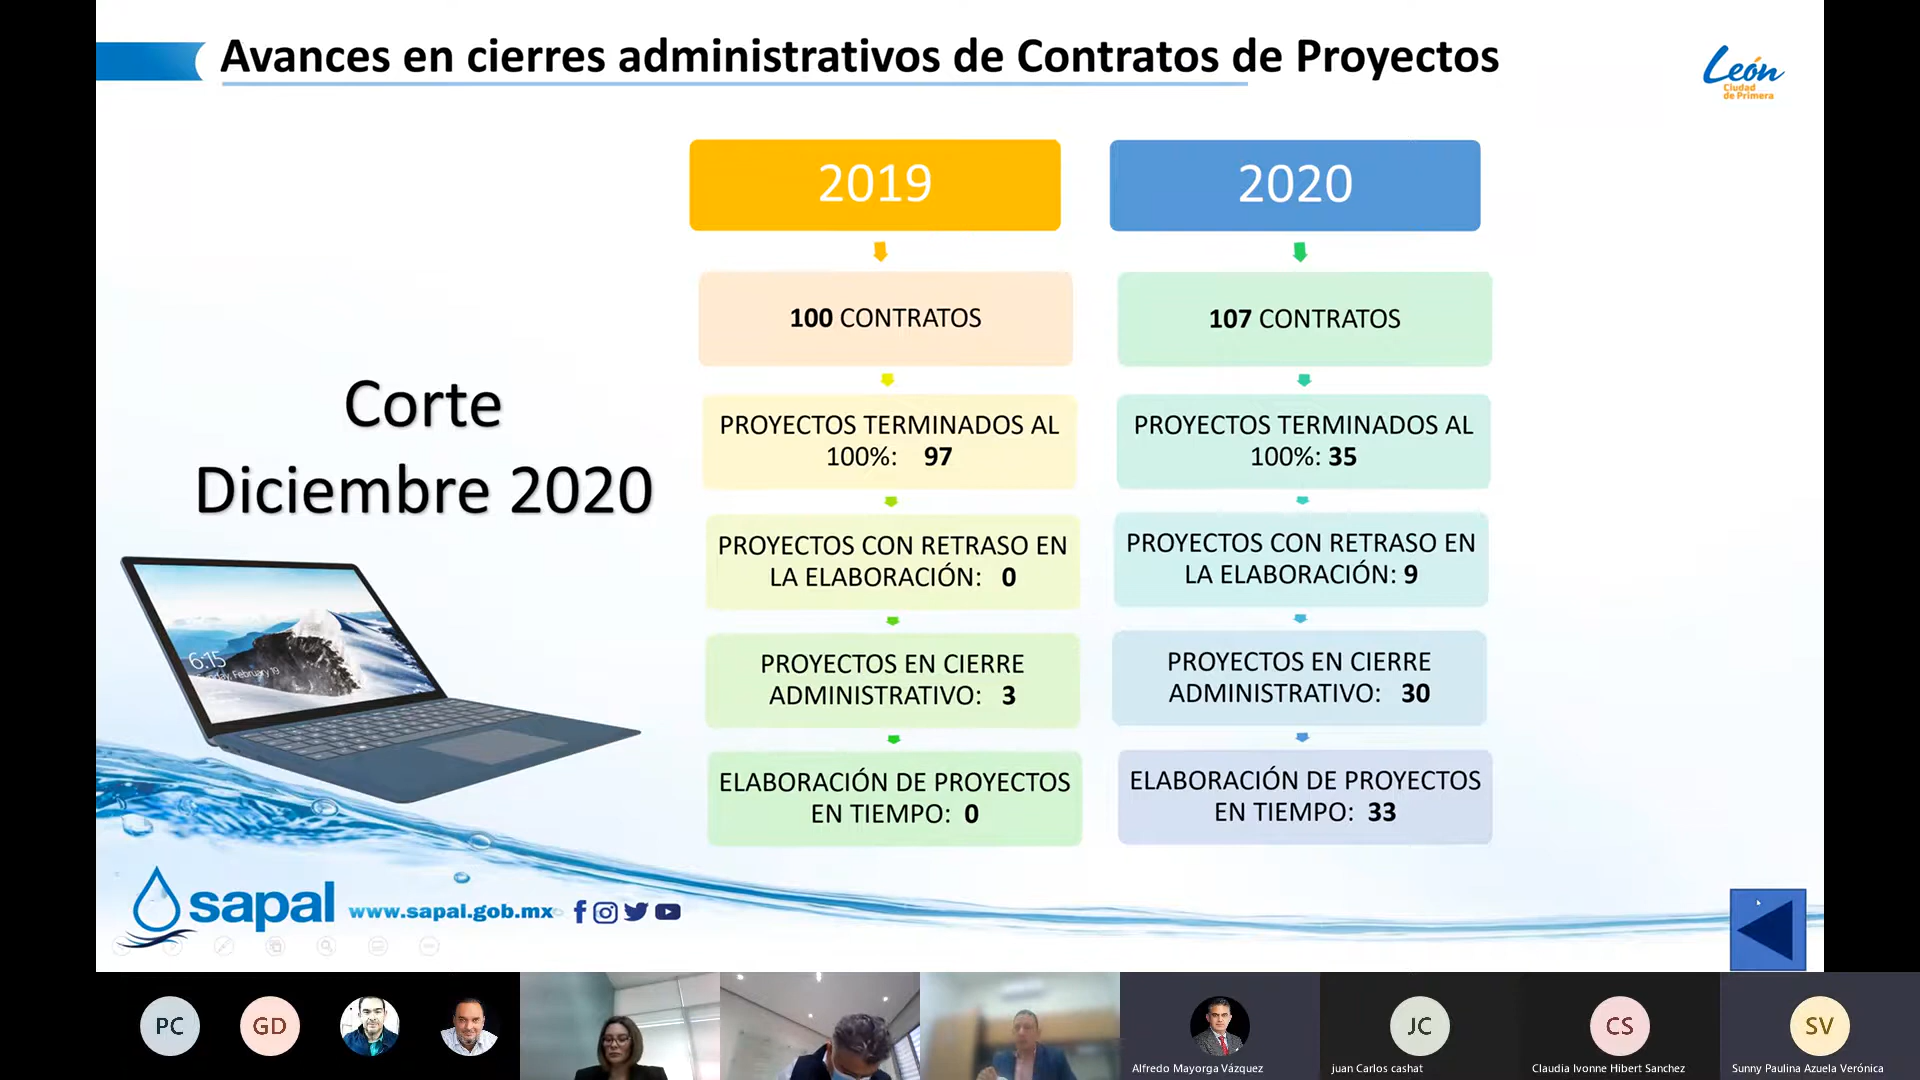 Avances en cierres administrativos de Contratos de Proyectos
León
Ciudad
de Primera
2019
2020
100 CONTRATOS
107 CONTRATOS
PROYECTOS TERMINADOS AL
100%: 97
PROYECTOS TERMINADOS AL
100%: 35
Corte
Diciembre 2020
PROYECTOS CON RETRASO EN
LA ELABORACIÓN: 0
PROYECTOS CON RETRASO EN
LA ELABORACIÓN: 9
PROYECTOS EN CIERRE
ADMINISTRATIVO: 3
PROYECTOS EN CIERRE
ADMINISTRATIVO: 30
6:15
February 19
ELABORACIÓN DE PROYECTOS
EN TIEMPO: 0
ELABORACIÓN DE PROYECTOS
EN TIEMPO: 33
sapal
www.sapal.gob.mx
PC
GD
JC
CS
SV
Alfredo Mayorga Vázquez
juan Carlos cashat
Claudia Ivonne Hibert Sanchez
Sunny Paulina Azuela Verónica